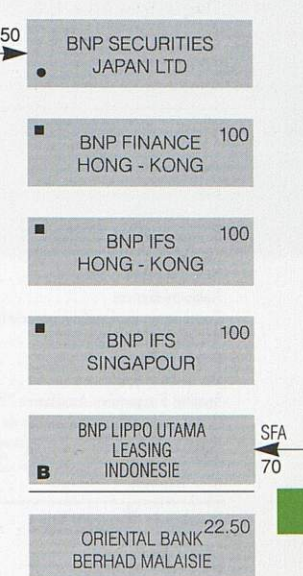 50
BNP SECURITIES
JAPAN LTD
BNP FINANCE 100
HONG - KONG
BNP IFS 100
HONG - KONG
BNP IFS 100
SINGAPOUR
BNP LIPPO UTAMA
LEASING
B INDONESIE
SFA
70
ORIENTAL BANK 22.50
BERHAD MALAISIE